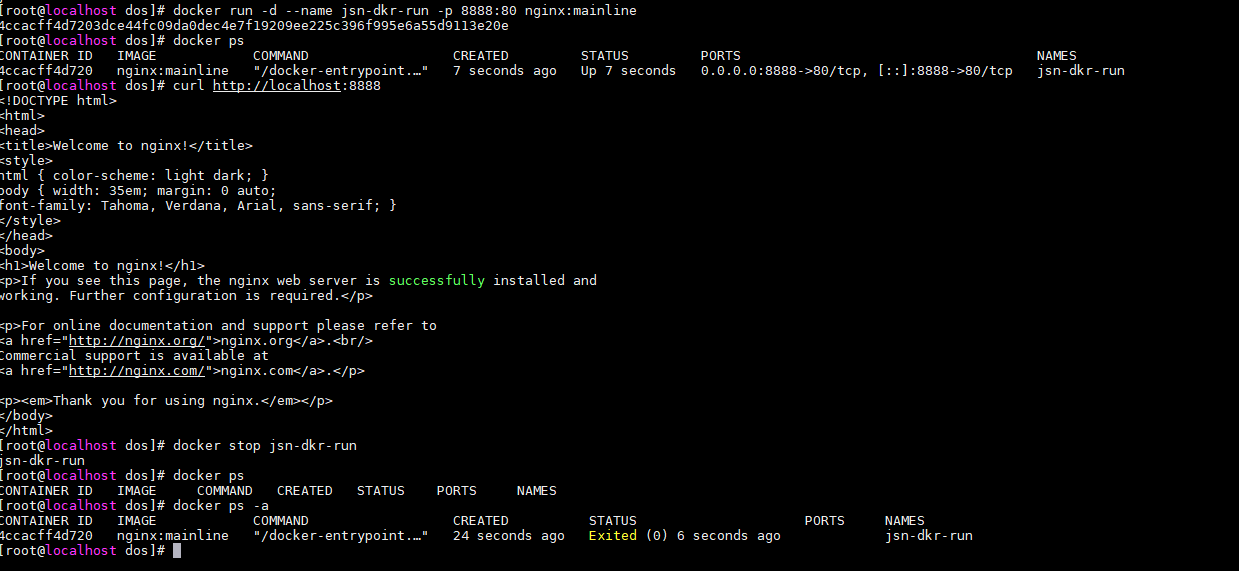 [root@localhost dos]# docker run -d --name jsn-dkr-run -p 8888:80 nginx:mainline
4ccacff4d7203dce44fc09da0dec4e7f19209ee225c396f995e6a55d9113e20e
[root@localhost dos]# docker ps
CONTAINER ID   IMAGE            COMMAND                  CREATED         STATUS         PORTS                                     NAMES
4ccacff4d720   nginx:mainline   "/docker-entrypoint.…"   7 seconds ago   Up 7 seconds   0.0.0.0:8888->80/tcp, [::]:8888->80/tcp   jsn-dkr-run
[root@localhost dos]# curl http://localhost:8888
<!DOCTYPE html>
<html>
<head>
<title>Welcome to nginx!</title>
<style>
html { color-scheme: light dark; }
body { width: 35em; margin: 0 auto;
font-family: Tahoma, Verdana, Arial, sans-serif; }
</style>
</head>
<body>
<h1>Welcome to nginx!</h1>
<p>If you see this page, the nginx web server is successfully installed and
working. Further configuration is required.</p>

<p>For online documentation and support please refer to
<a href="http://nginx.org/">nginx.org</a>.<br/>
Commercial support is available at
<a href="http://nginx.com/">nginx.com</a>.</p>

<p><em>Thank you for using nginx.</em></p>
</body>
</html>
[root@localhost dos]# docker stop jsn-dkr-run
jsn-dkr-run
[root@localhost dos]# docker ps
CONTAINER ID   IMAGE     COMMAND   CREATED   STATUS    PORTS     NAMES
[root@localhost dos]# docker ps -a
CONTAINER ID   IMAGE            COMMAND                  CREATED          STATUS                     PORTS     NAMES
4ccacff4d720   nginx:mainline   "/docker-entrypoint.…"   24 seconds ago   Exited (0) 6 seconds ago             jsn-dkr-run
[root@localhost dos]#